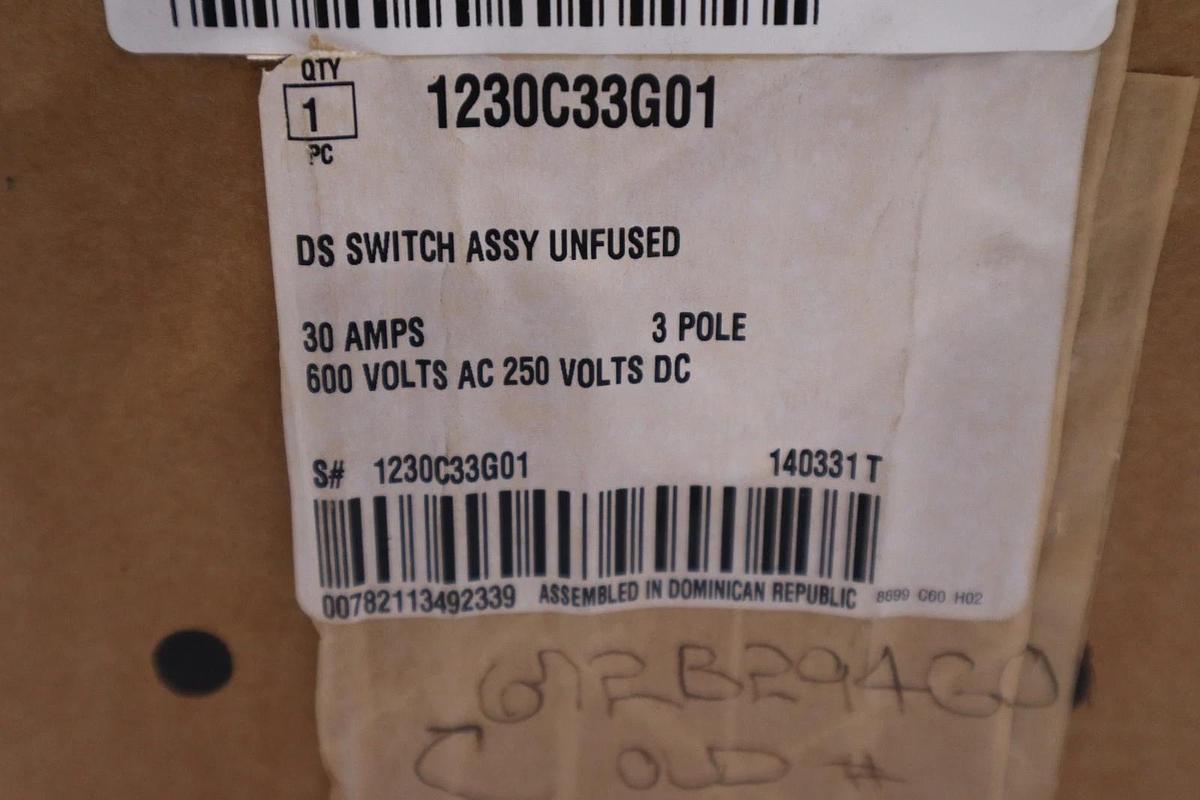 QTY
1
PC
1230C33G01
DS SWITCH ASSY UNFUSED
30 AMPS 3 POLE
600 VOLTS AC 250 VOLTS DC
S# 1230C33G01 140331 T
00782113492339 ASSEMBLED IN DOMINICAN REPUBLIC 8699 C60 H02
672B294G0
OLD #